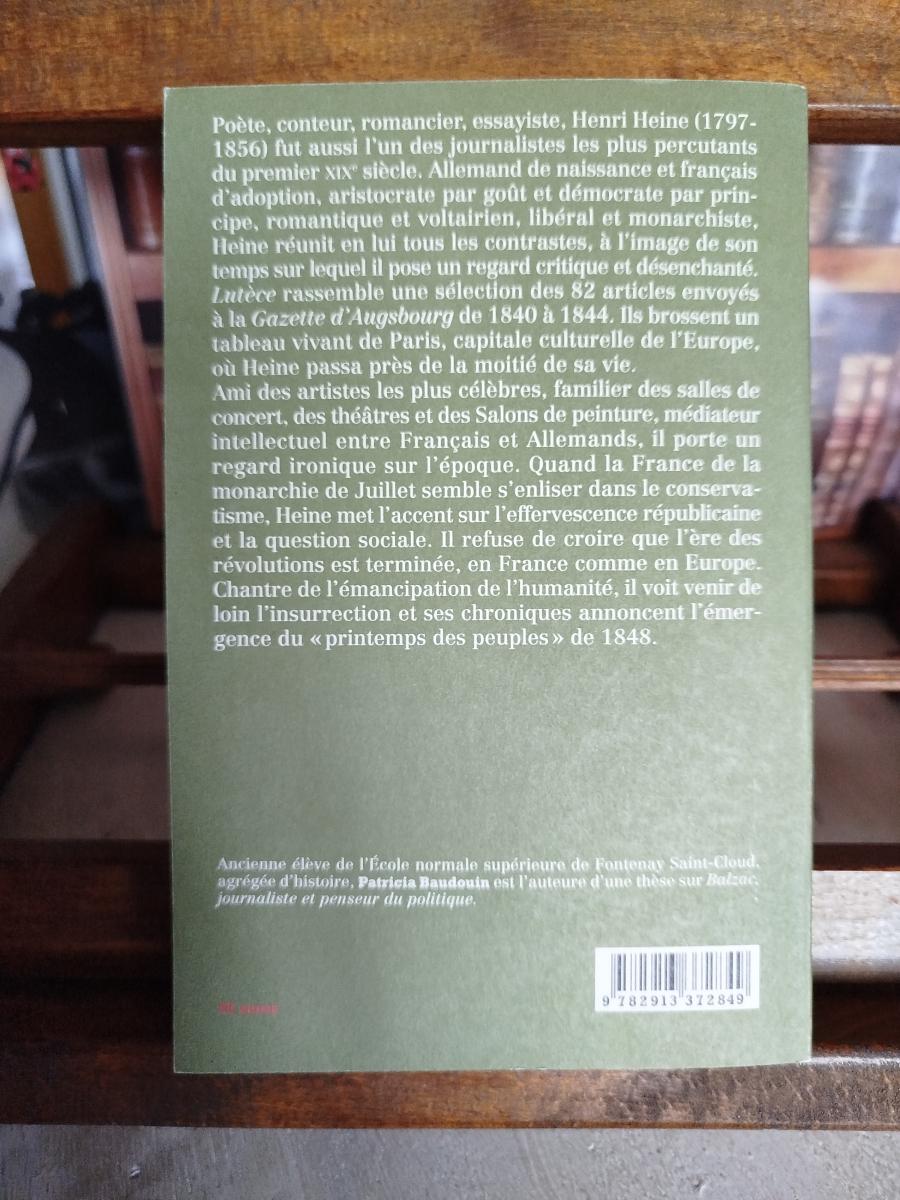 Poète, conteur, romancier, essayiste, Henri Heine (1797-
1856) fut aussi l'un des journalistes les plus percutants
du premier XIXe siècle. Allemand de naissance et français
d'adoption, aristocrate par goût et démocrate par prin-
cipe, romantique et voltairien, libéral et monarchiste,
Heine réunit en lui tous les contrastes, à l'image de son
temps sur lequel il pose un regard critique et désenchanté.
Lutèce rassemble une sélection des 82 articles envoyés
à la Gazette d'Augsbourg de 1840 à 1844. Ils brossent un
tableau vivant de Paris, capitale culturelle de l'Europe,
où Heine passa près de la moitié de sa vie.
Ami des artistes les plus célèbres, familier des salles de
concert, des théâtres et des Salons de peinture, médiateur
intellectuel entre Français et Allemands, il porte un
regard ironique sur l'époque. Quand la France de la
monarchie de Juillet semble s'enliser dans le conserva-
tisme, Heine met l'accent sur l'effervescence républicaine
et la question sociale. Il refuse de croire que l'ère des
révolutions est terminée, en France comme en Europe.
Chantre de l'émancipation de l'humanité, il voit venir de
loin l'insurrection et ses chroniques annoncent l'émer-
gence du «printemps des peuples» de 1848.
Ancienne élève de l'École normale supérieure de Fontenay Saint-Cloud,
agrégée d'histoire, Patricia Baudouin est l'auteure d'une thèse sur Balzac,
journaliste et penseur du politique.
9 782913 372849